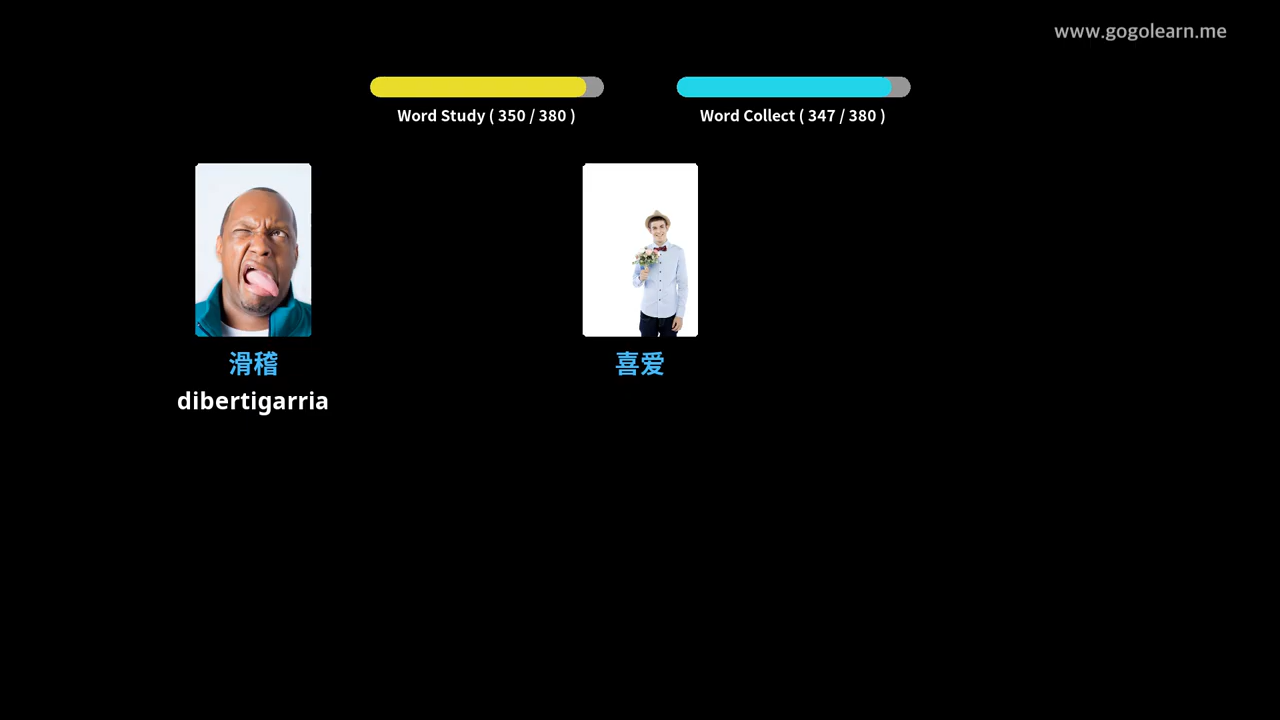 www.gogolearn.me
Word Study ( 350 / 380 )
Word Collect ( 347 / 380 )
滑稽
喜爱
dibertigarria